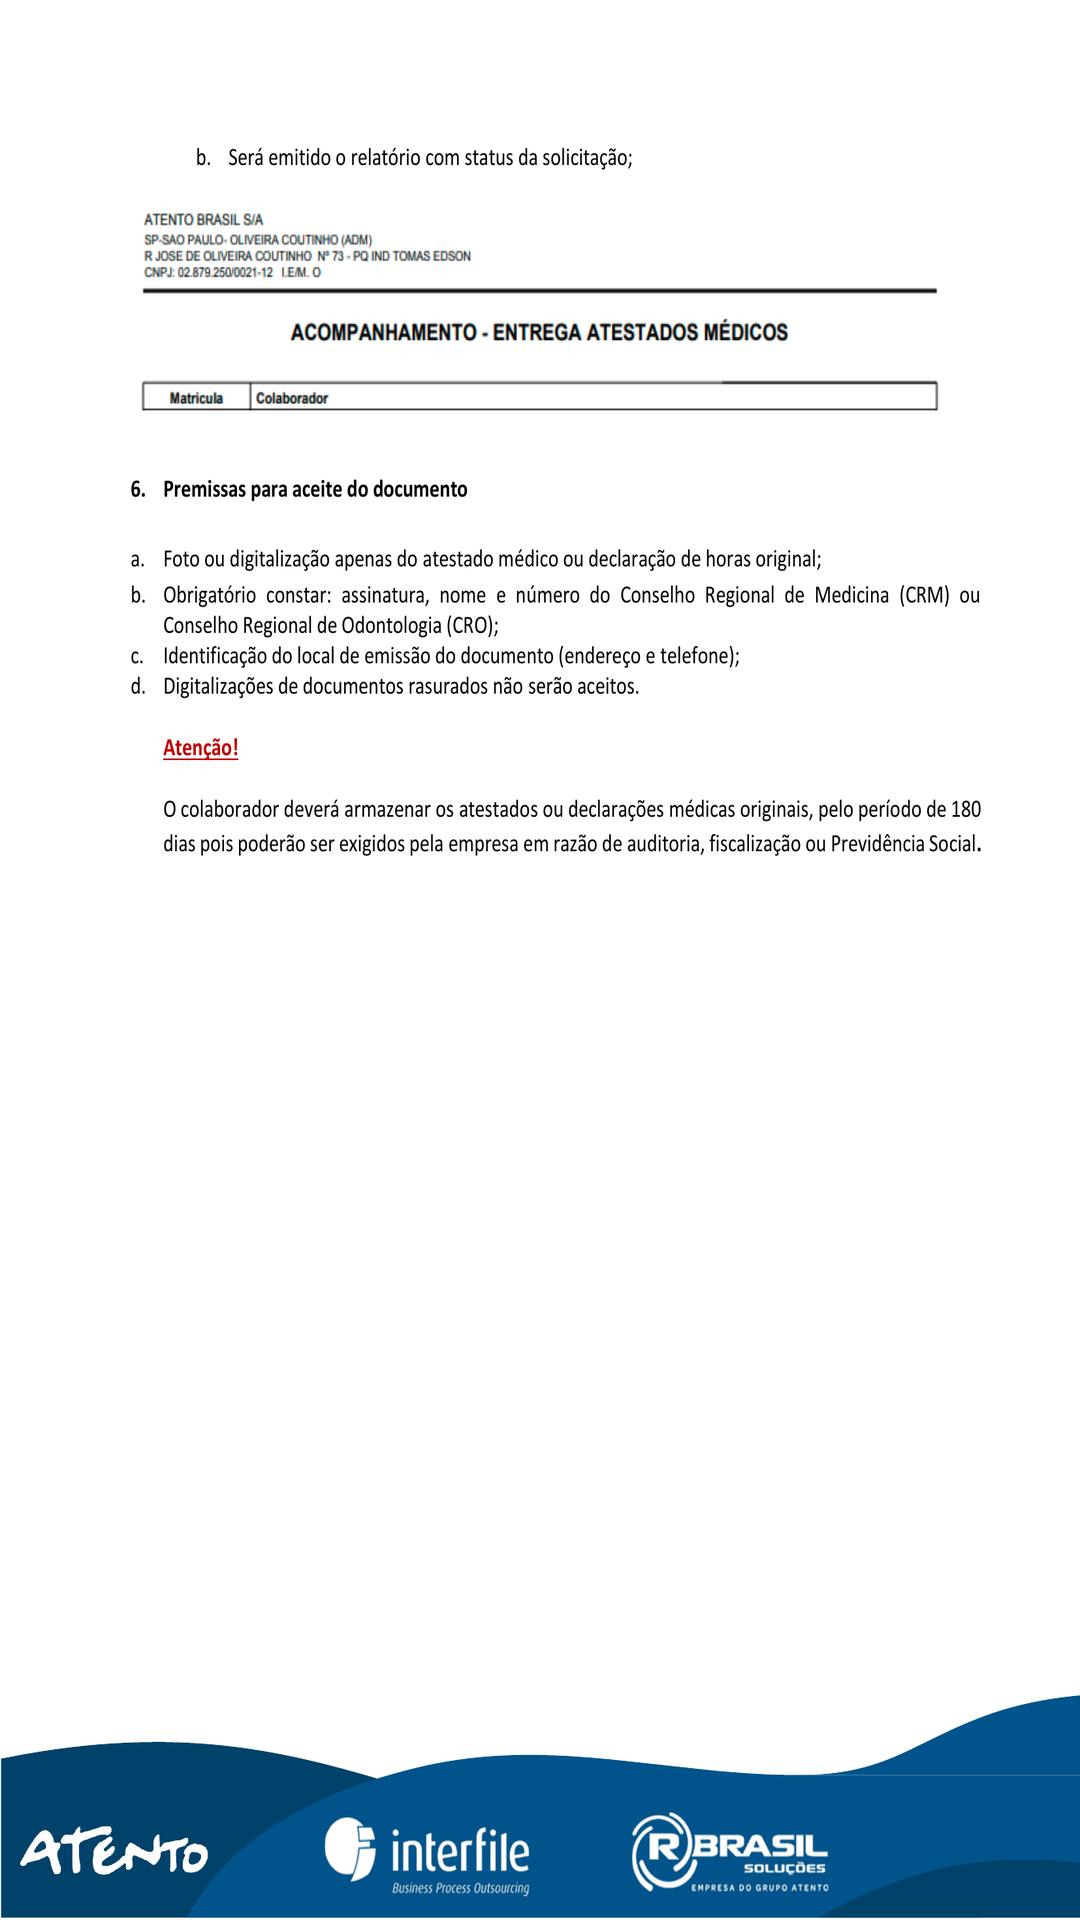 b. Será emitido o relatório com status da solicitação;
ATENTO BRASIL S/A
SP-SAO PAULO- OLIVEIRA COUTINHO (ADM)
R JOSE DE OLIVEIRA COUTINHO Nº 73 - PQ IND TOMAS EDSON
CNPJ: 02.879.250/0021-12 I.E/M. O
ACOMPANHAMENTO - ENTREGA ATESTADOS MÉDICOS
Matricula Colaborador
6. Premissas para aceite do documento
a. Foto ou digitalização apenas do atestado médico ou declaração de horas original;
b. Obrigatório constar: assinatura, nome e número do Conselho Regional de Medicina (CRM) ou
Conselho Regional de Odontologia (CRO);
c. Identificação do local de emissão do documento (endereço e telefone);
d. Digitalizações de documentos rasurados não serão aceitos.
Atenção!
O colaborador deverá armazenar os atestados ou declarações médicas originais, pelo período de 180
dias pois poderão ser exigidos pela empresa em razão de auditoria, fiscalização ou Previdência Social.
ATENTO
interfile
Business Process Outsourcing
R BRASIL
SOLUÇÕES
EMPRESA DO GRUPO ATENTO